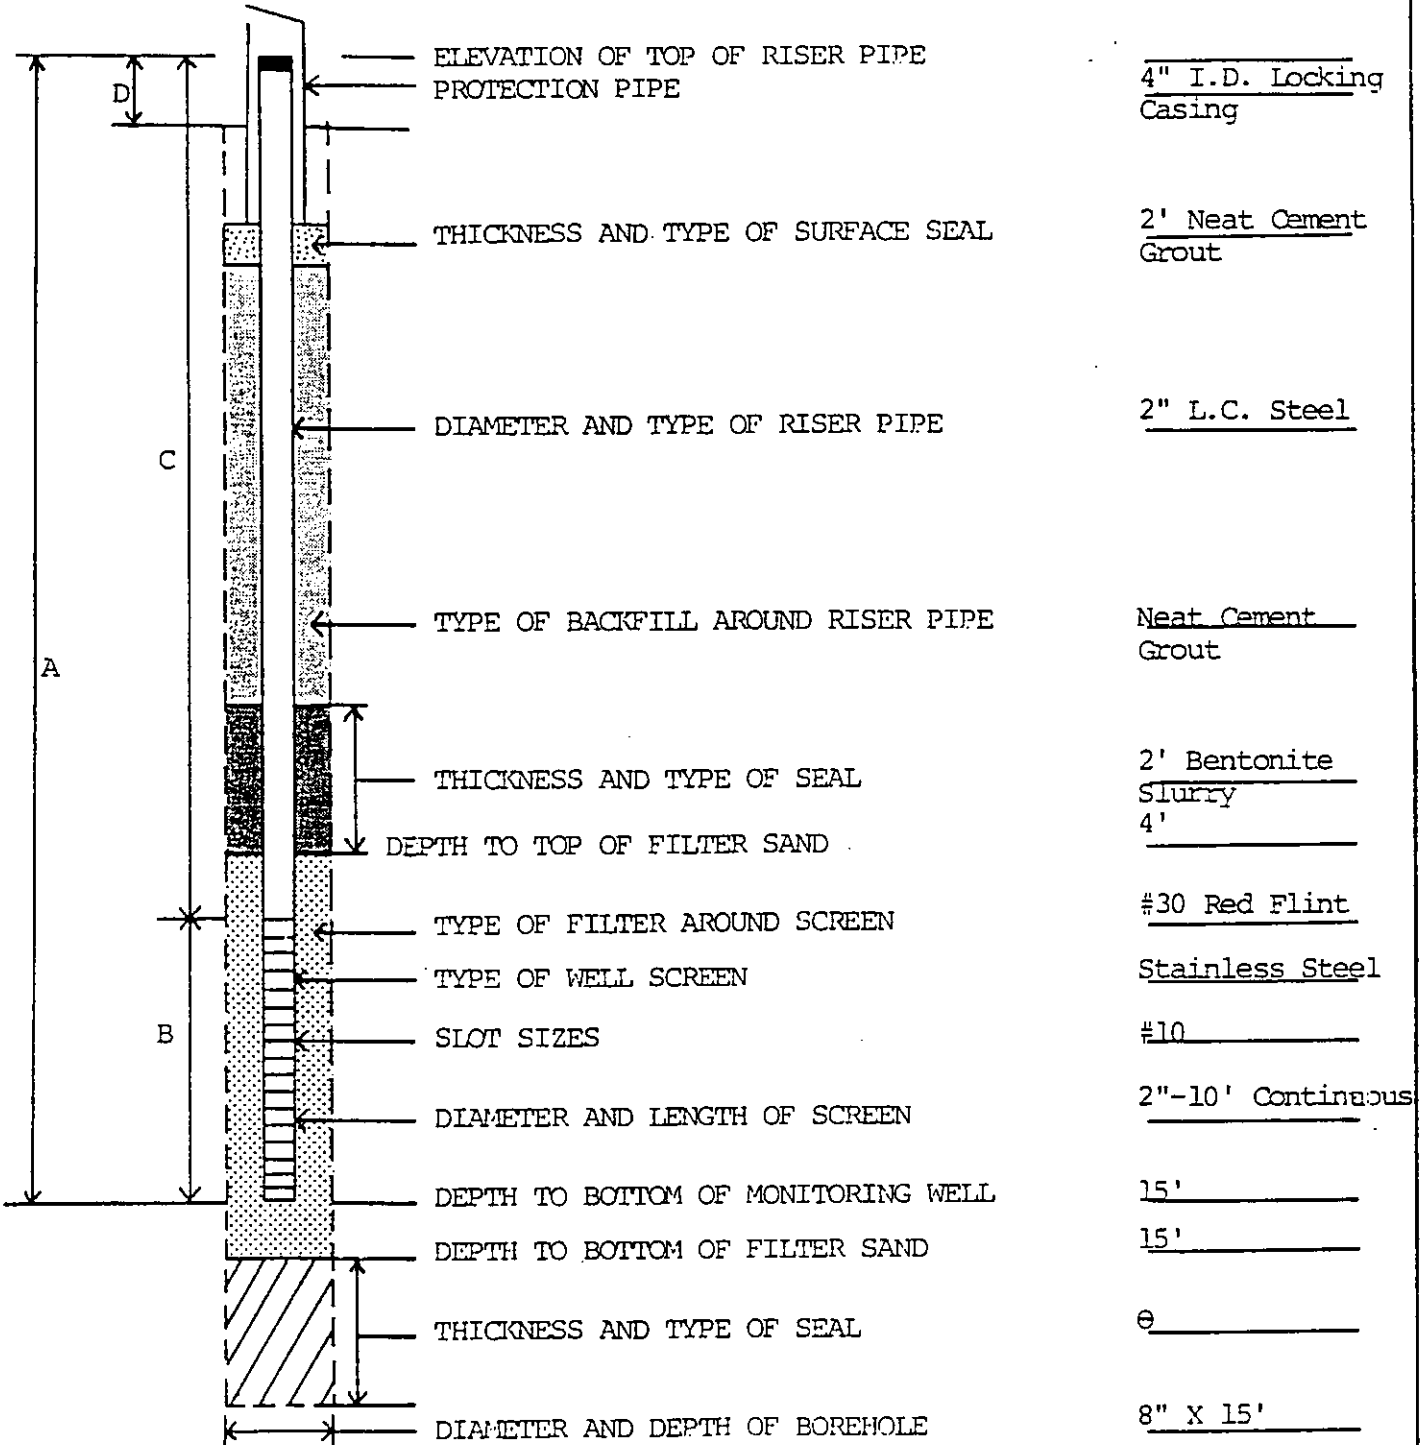 ELEVATION OF TOP OF RISER PIPE
PROTECTION PIPE 4" I.D. Locking
Casing
D
THICKNESS AND TYPE OF SURFACE SEAL 2' Neat Cement
Grout
DIAMETER AND TYPE OF RISER PIPE 2" L.C. Steel
C
TYPE OF BACKFILL AROUND RISER PIPE Neat Cement
Grout
A
THICKNESS AND TYPE OF SEAL 2' Bentonite
Slurry
DEPTH TO TOP OF FILTER SAND 4'
TYPE OF FILTER AROUND SCREEN #30 Red Flint
TYPE OF WELL SCREEN Stainless Steel
B
SLOT SIZES #10
DIAMETER AND LENGTH OF SCREEN 2"-10' Continuous
DEPTH TO BOTTOM OF MONITORING WELL 15'
DEPTH TO BOTTOM OF FILTER SAND 15'
THICKNESS AND TYPE OF SEAL θ
DIAMETER AND DEPTH OF BOREHOLE 8" X 15'